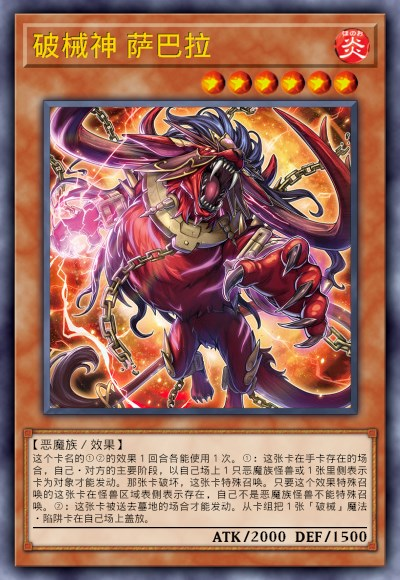 破械神 萨巴拉
ほのお
炎
【恶魔族／效果】
这个卡名的①②的效果1回合各能使用1次。①：这张卡在手卡存在的场
合，自己·对方的主要阶段，以自己场上1只恶魔族怪兽或1张里侧表示
卡为对象才能发动。那张卡破坏，这张卡特殊召唤。只要这个效果特殊召
唤的这张卡在怪兽区域表侧表示存在，自己不是恶魔族怪兽不能特殊召
唤。②：这张卡被送去墓地的场合才能发动。从卡组把1张「破械」魔法
·陷阱卡在自己场上盖放。
ATK/2000 DEF/1500